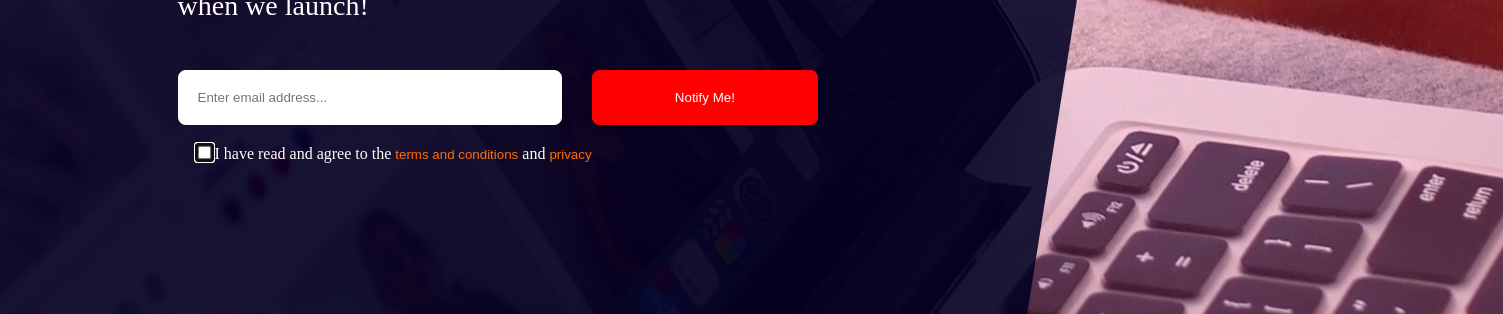 when we launch!
Enter email address...
Notify Me!
I have read and agree to the terms and conditions and privacy
delete
enter
return
F12
F11